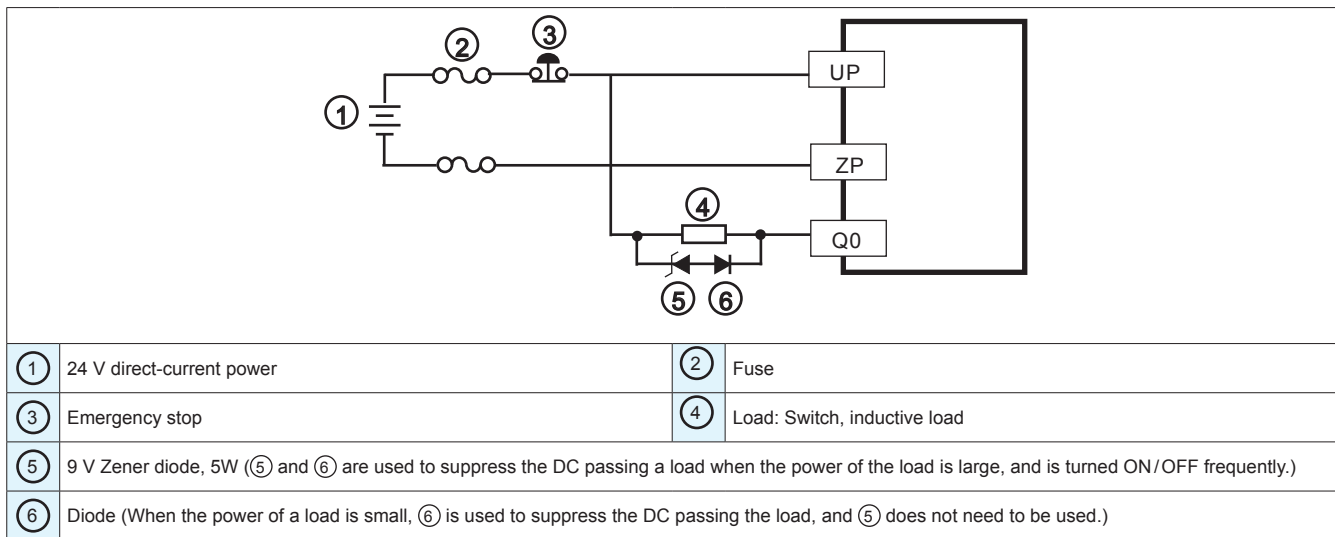 ③
②
UP
①
ZP
④
Q0
⑤ ⑥
① 24 V direct-current power ② Fuse
③ Emergency stop ④ Load: Switch, inductive load
⑤ 9 V Zener diode, 5W (⑤ and ⑥ are used to suppress the DC passing a load when the power of the load is large, and is turned ON/OFF frequently.)
⑥ Diode (When the power of a load is small, ⑥ is used to suppress the DC passing the load, and ⑤ does not need to be used.)